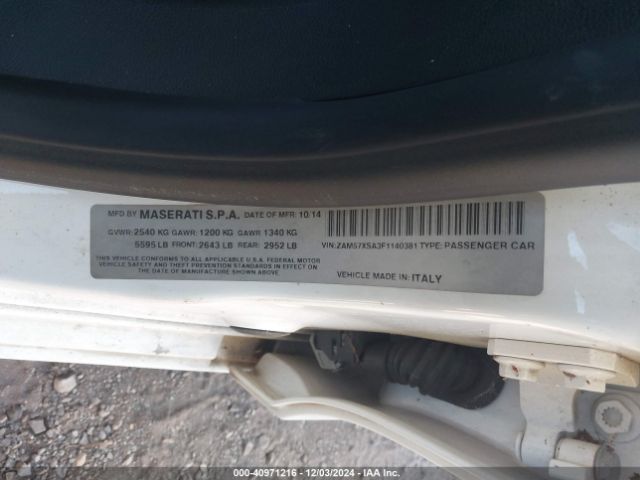 MFD BY MASERATI S.P.A. DATE OF MFR: 10/14
GVWR: 2540 KG GAWR: 1200 KG GAWR 1340 KG
5595 LB FRONT: 2643 LB REAR: 2952 LB
THIS VEHICLE CONFORMS TO ALL APPLICABLE U.S.A. FEDERAL MOTOR
VEHICLE SAFETY AND THEFT PREVENTION STANDARDS IN EFFECT ON THE
DATE OF MANUFACTURE SHOWN ABOVE.
VIN: ZAM57XSA3F1140381 TYPE: PASSENGER CAR
VEHICLE MADE IN: ITALY
000-40971216 - 12/03/2024 -